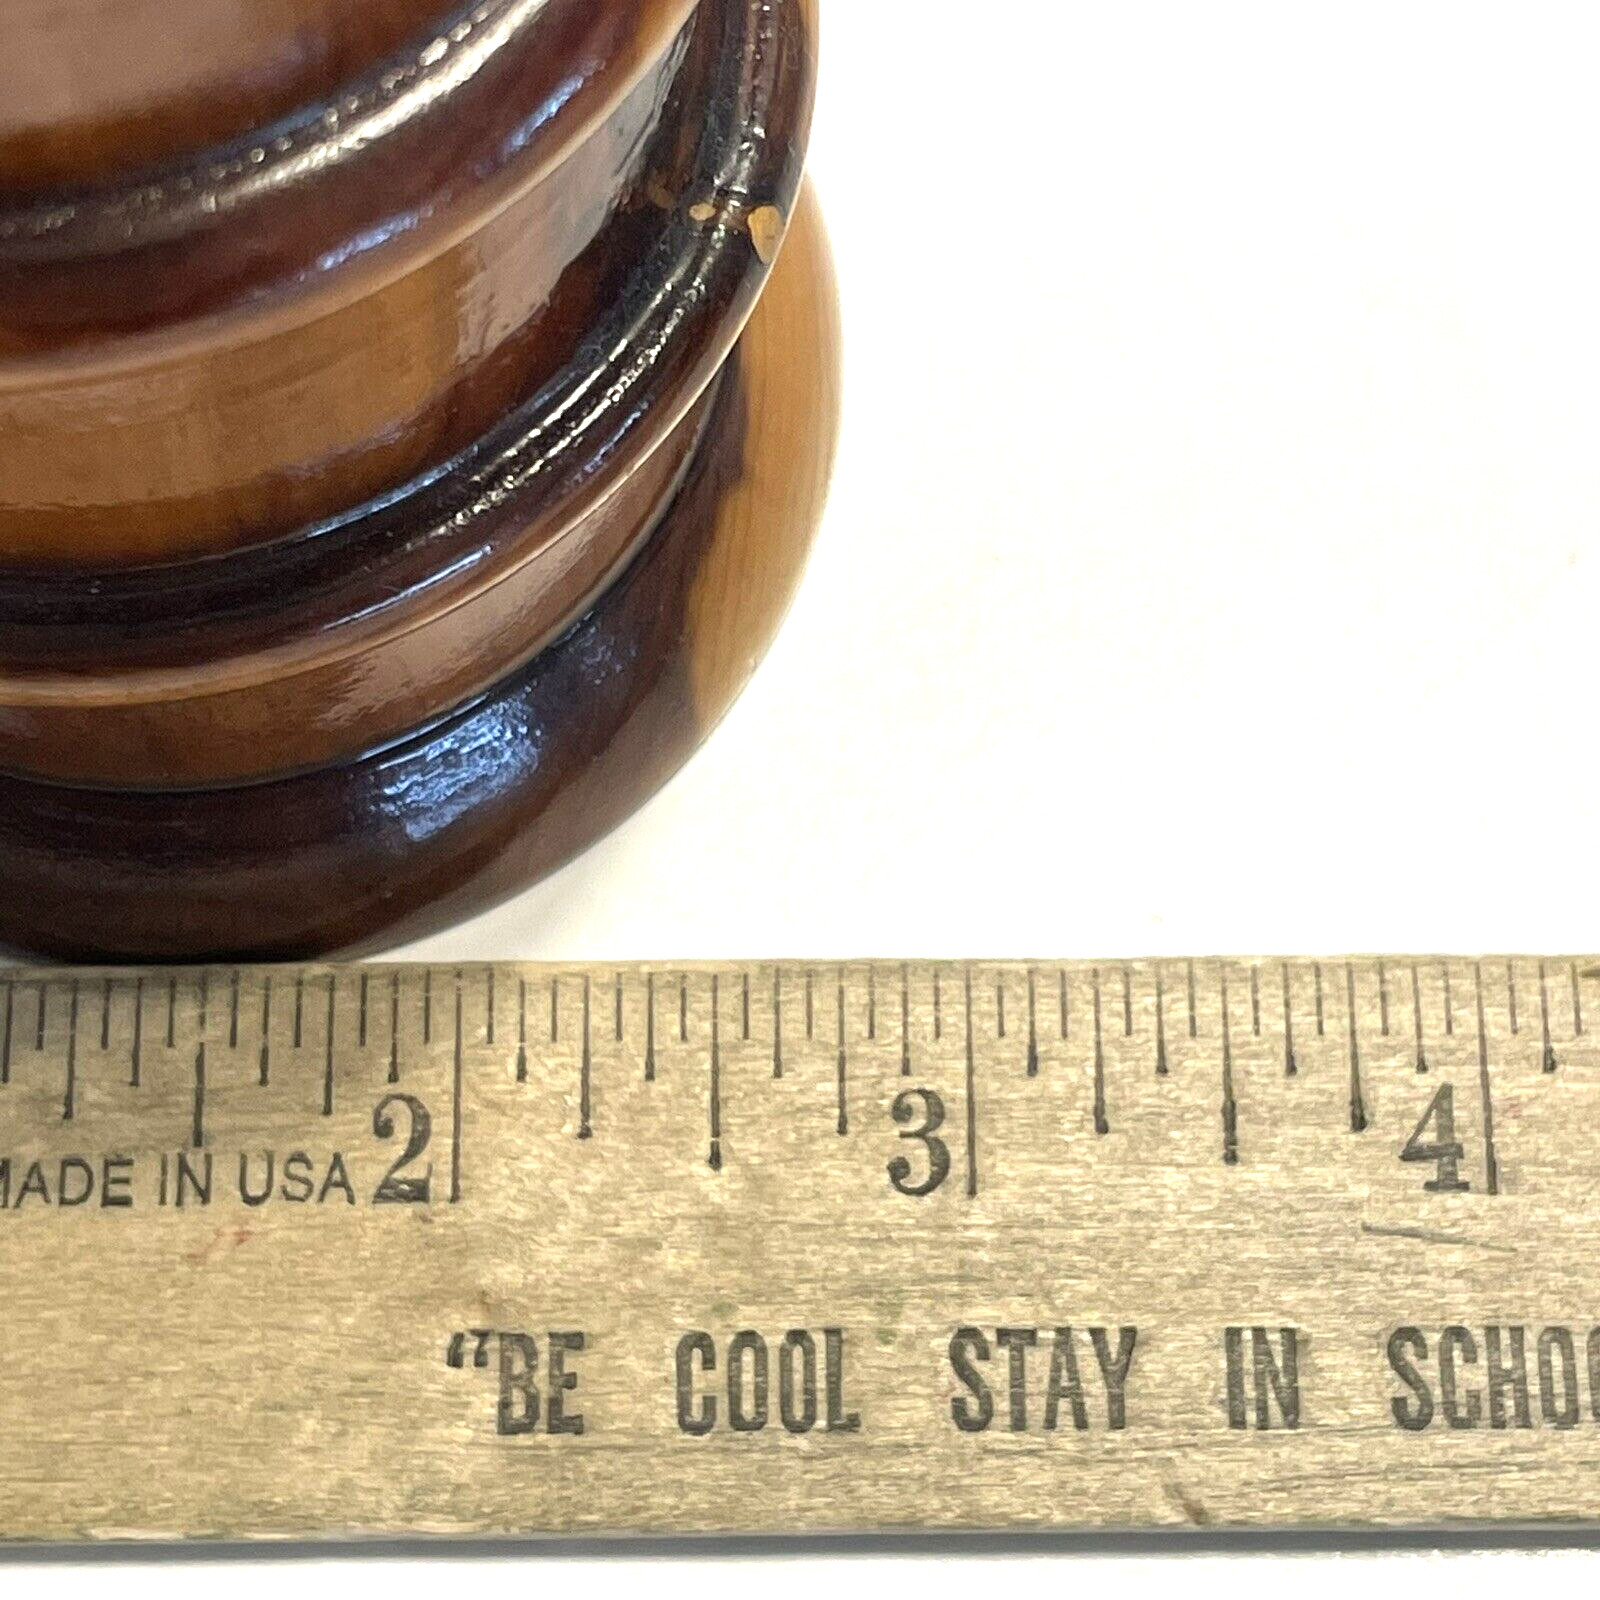 MADE IN USA 2 3 4
“BE COOL STAY IN SCHOO